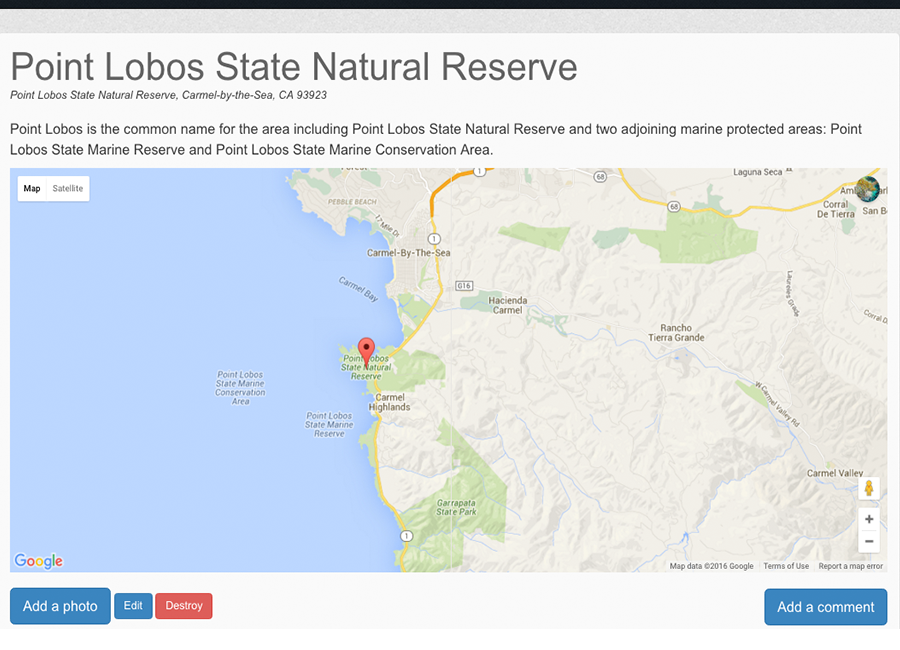 Point Lobos State Natural Reserve
Point Lobos State Natural Reserve, Carmel-by-the-Sea, CA 93923
Point Lobos is the common name for the area including Point Lobos State Natural Reserve and two adjoining marine protected areas: Point
Lobos State Marine Reserve and Point Lobos State Marine Conservation Area.
Map Satellite
1
68
Laguna Seca
PEBBLE BEACH
68
Corral
De Tierra
San B
17 Mile Dr
1
Carmel-By-The-Sea
Carmel Bay
G16
Hacienda
Carmel
Laureles Grade
Corral D
Rancho
Tierra Grande
Point Lobos
State Natural
Reserve
Point Lobos
State Marine
Conservation
Area
Carmel
Highlands
W Carmel Valley Rd
Point Lobos
State Marine
Reserve
Carmel Valley
Garrapata
State Park
+
−
1
Google
Map data ©2016 Google Terms of Use Report a map error
Add a photo Edit Destroy Add a comment